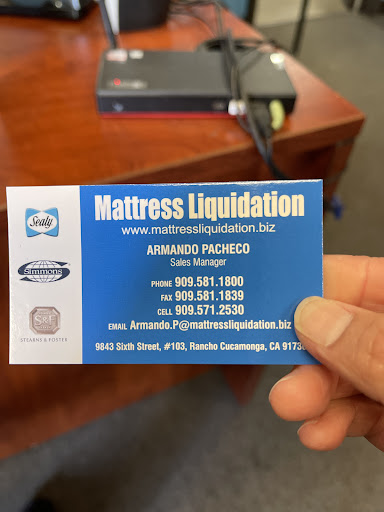 Sealy
Simmons
S&F
STEARNS & FOSTER
Mattress Liquidation
www.mattressliquidation.biz
ARMANDO PACHECO
Sales Manager
PHONE 909.581.1800
FAX 909.581.1839
CELL 909.571.2530
EMAIL Armando.P@mattressliquidation.biz
9843 Sixth Street, #103, Rancho Cucamonga, CA